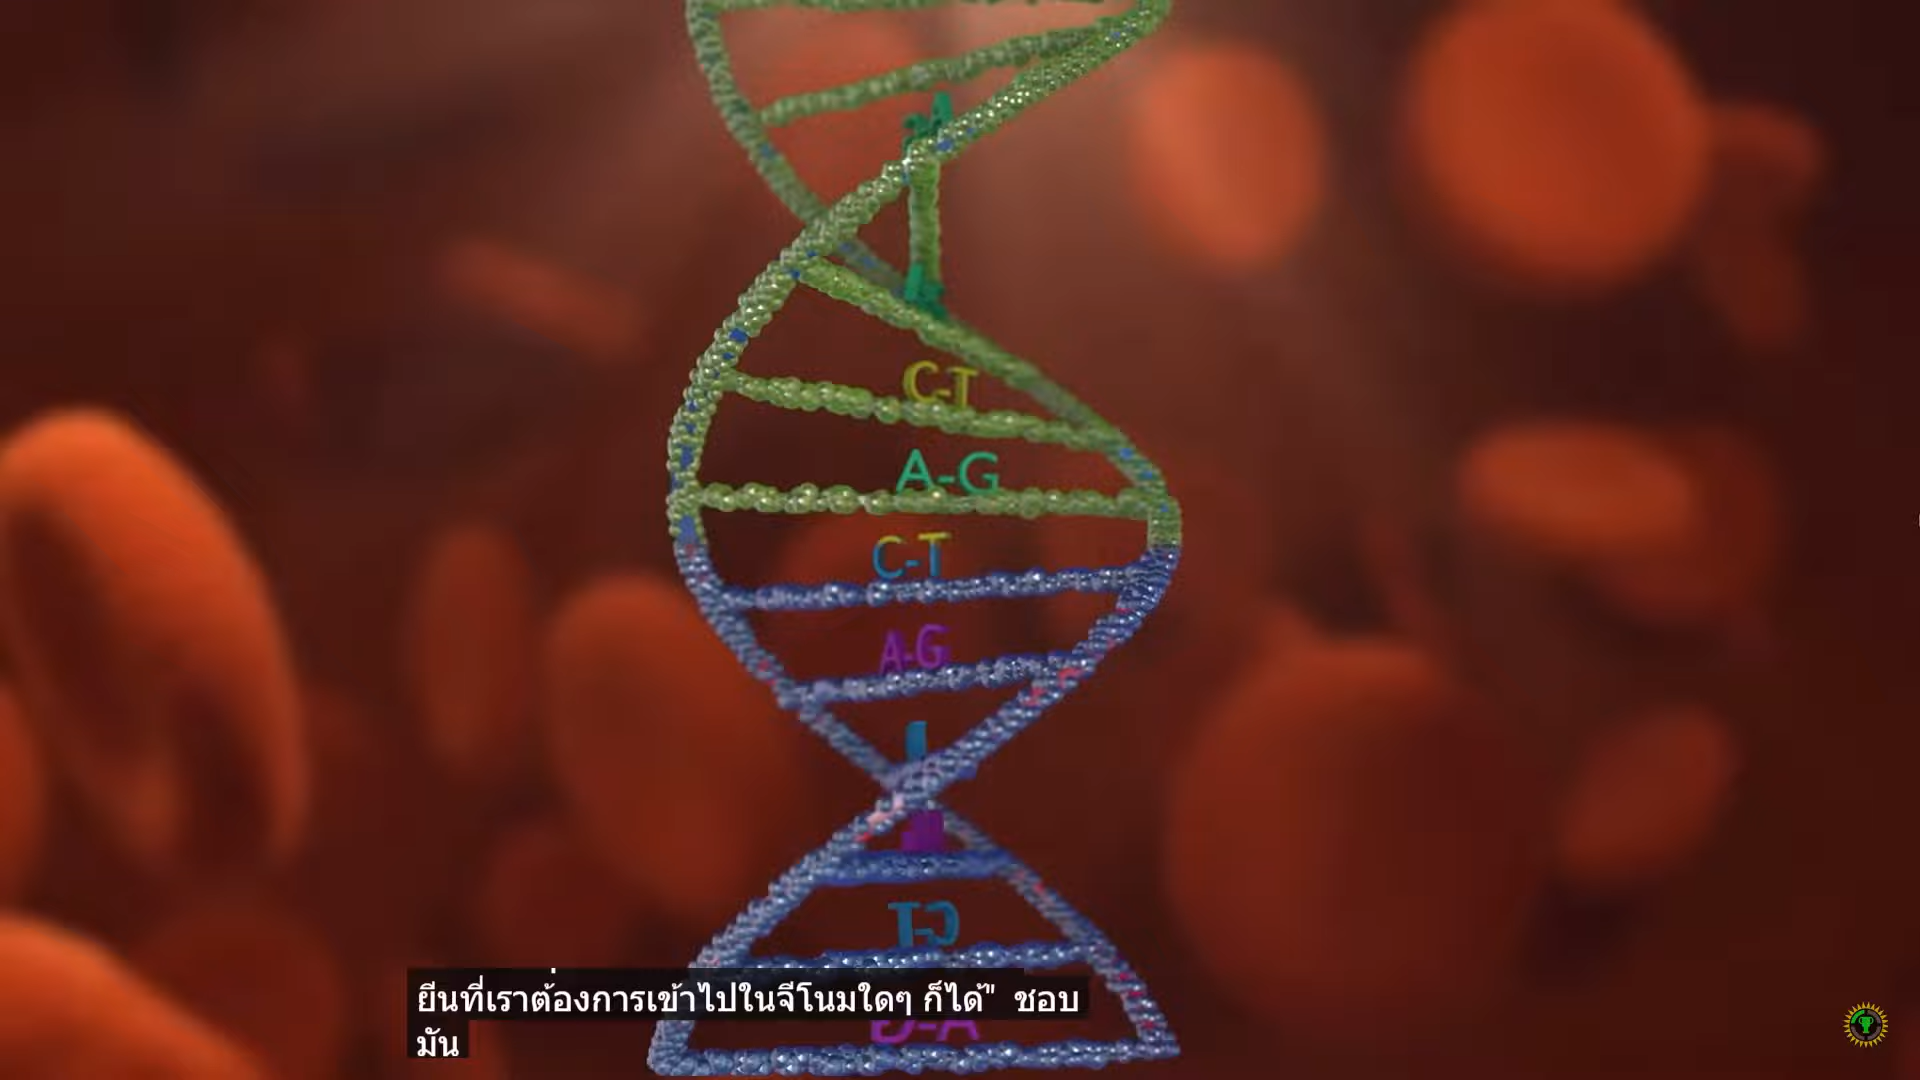 C-T
A-G
C-T
A-G
C-T
ยีนที่เราต้องการเข้าไปในจีโนมใดๆ ก็ได้" ชอบ
มัน